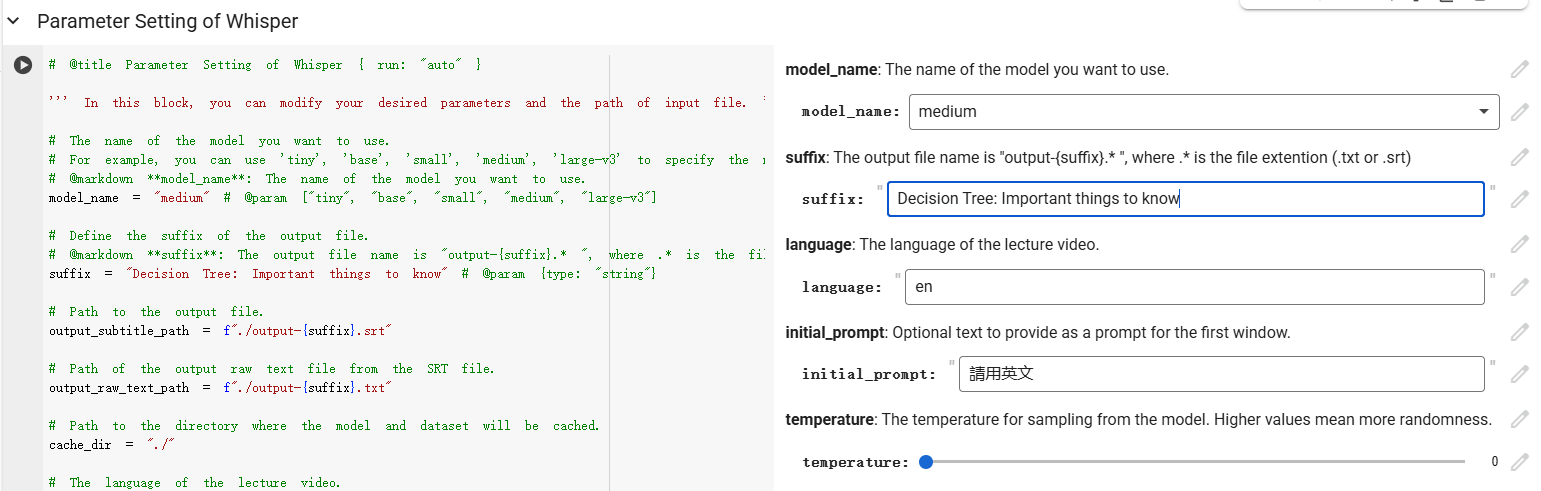 Parameter Setting of Whisper
# @title Parameter Setting of Whisper { run: "auto" }
''' In this block, you can modify your desired parameters and the path of input file.
# The name of the model you want to use.
# For example, you can use 'tiny', 'base', 'small', 'medium', 'large-v3' to specify the
# @markdown **model_name**: The name of the model you want to use.
model_name = "medium" # @param ["tiny", "base", "small", "medium", "large-v3"]
# Define the suffix of the output file.
# @markdown **suffix**: The output file name is "output-{suffix}.* ", where .* is the fil
suffix = "Decision Tree: Important things to know" # @param {type: "string"}
# Path to the output file.
output_subtitle_path = f"./output-{suffix}.srt"
# Path of the output raw text file from the SRT file.
output_raw_text_path = f"./output-{suffix}.txt"
# Path to the directory where the model and dataset will be cached.
cache_dir = "./"
# The language of the lecture video.
model_name: The name of the model you want to use.
model_name: medium
suffix: The output file name is "output-{suffix}.* ", where .* is the file extention (.txt or .srt)
suffix: "Decision Tree: Important things to know"
language: The language of the lecture video.
language: "en"
initial_prompt: Optional text to provide as a prompt for the first window.
initial_prompt: "請用英文"
temperature: The temperature for sampling from the model. Higher values mean more randomness.
temperature: 0